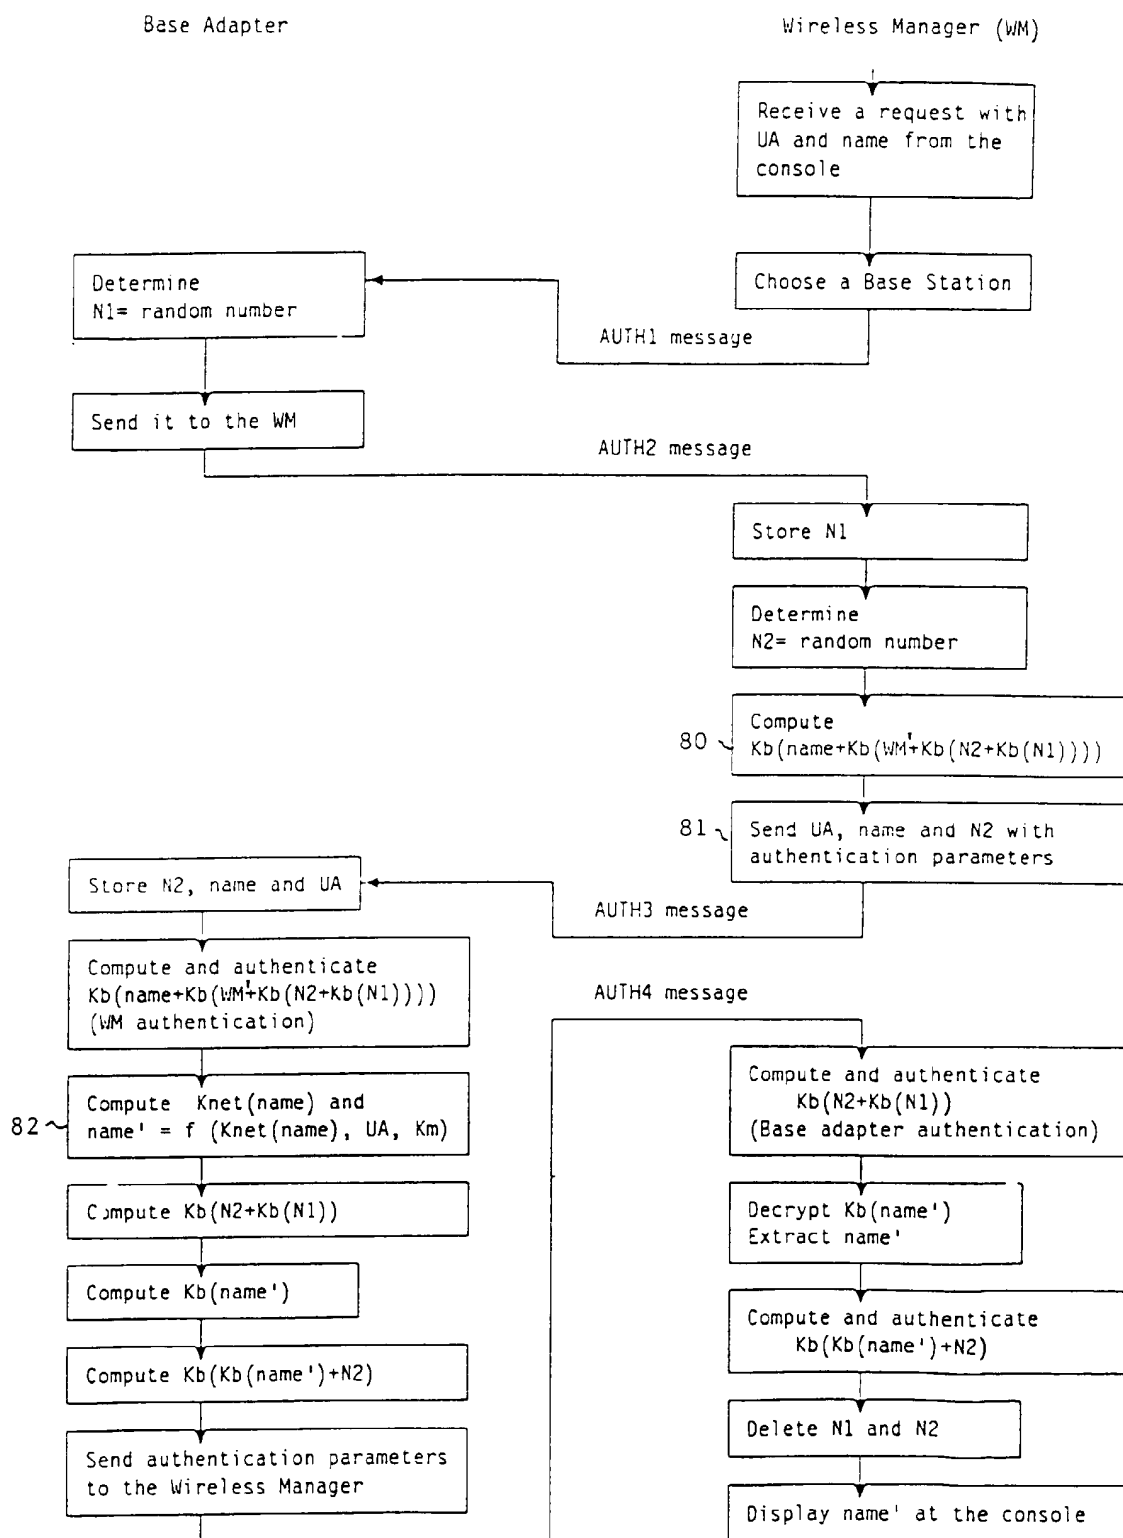 Base Adapter
Wireless Manager (WM)
Receive a request with
UA and name from the
console
Choose a Base Station
Determine
N1= random number
AUTH1 message
Send it to the WM
AUTH2 message
Store N1
Determine
N2= random number
80
Compute
Kb(name+Kb(WM'+Kb(N2+Kb(N1))))
81
Send UA, name and N2 with
authentication parameters
Store N2, name and UA
AUTH3 message
Compute and authenticate
Kb(name+Kb(WM'+Kb(N2+Kb(N1))))
(WM authentication)
AUTH4 message
Compute and authenticate
Kb(N2+Kb(N1))
(Base adapter authentication)
82
Compute Knet(name) and
name' = f (Knet(name), UA, Km)
Compute Kb(N2+Kb(N1))
Decrypt Kb(name')
Extract name'
Compute Kb(name')
Compute and authenticate
Kb(Kb(name')+N2)
Compute Kb(Kb(name')+N2)
Delete N1 and N2
Send authentication parameters
to the Wireless Manager
Display name' at the console